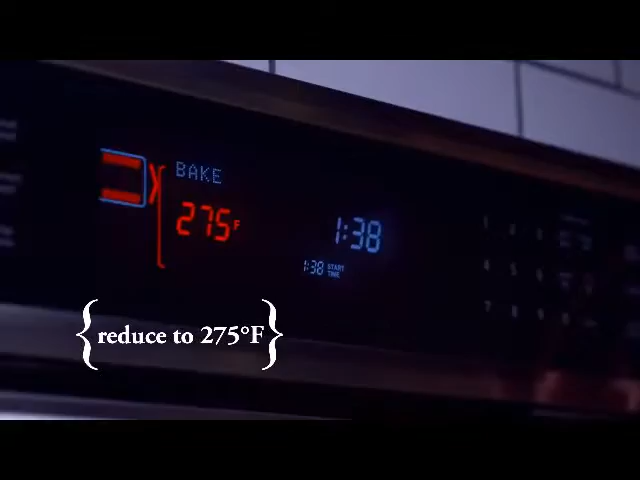 BAKE
275F
1:38
1:38 START TIME
{reduce to 275°F}